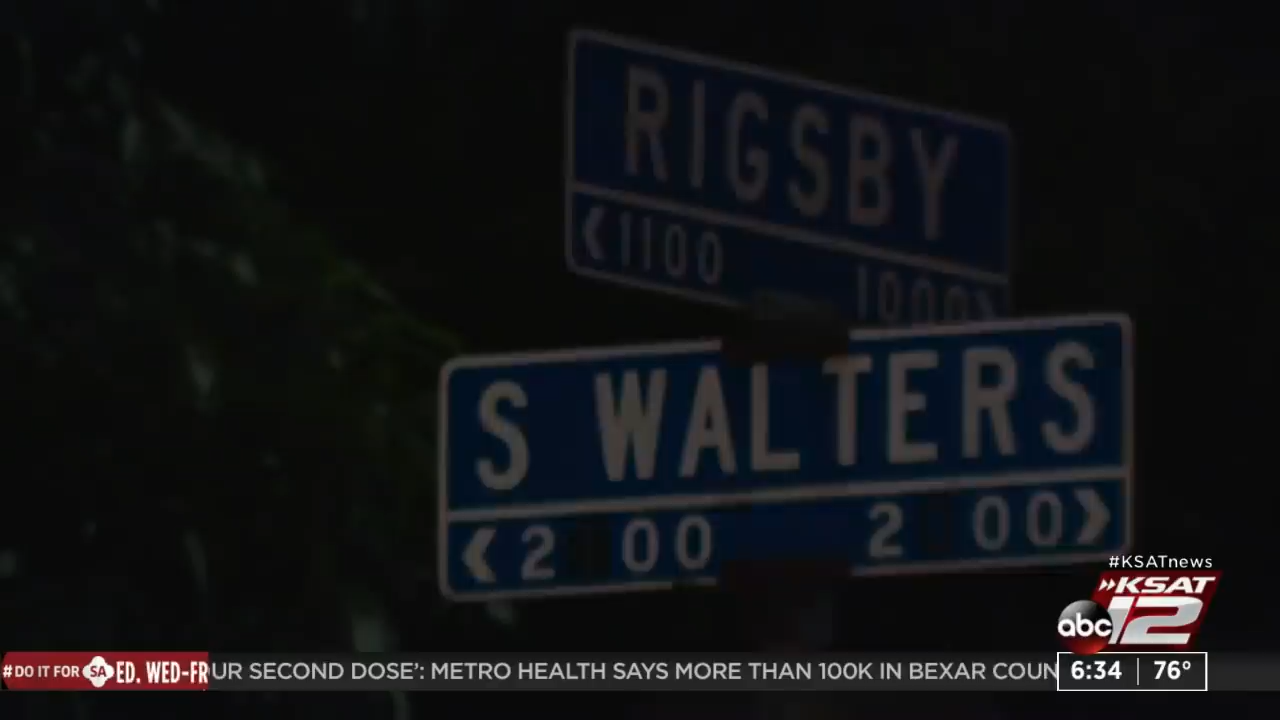 RIGSBY
<1100 1000>
S WALTERS
<2 00 2 00>
#KSATnews
KSAT
abc 12
#DO IT FOR SA ED, WED-FR UR SECOND DOSE’: METRO HEALTH SAYS MORE THAN 100K IN BEXAR COUN 6:34 76°